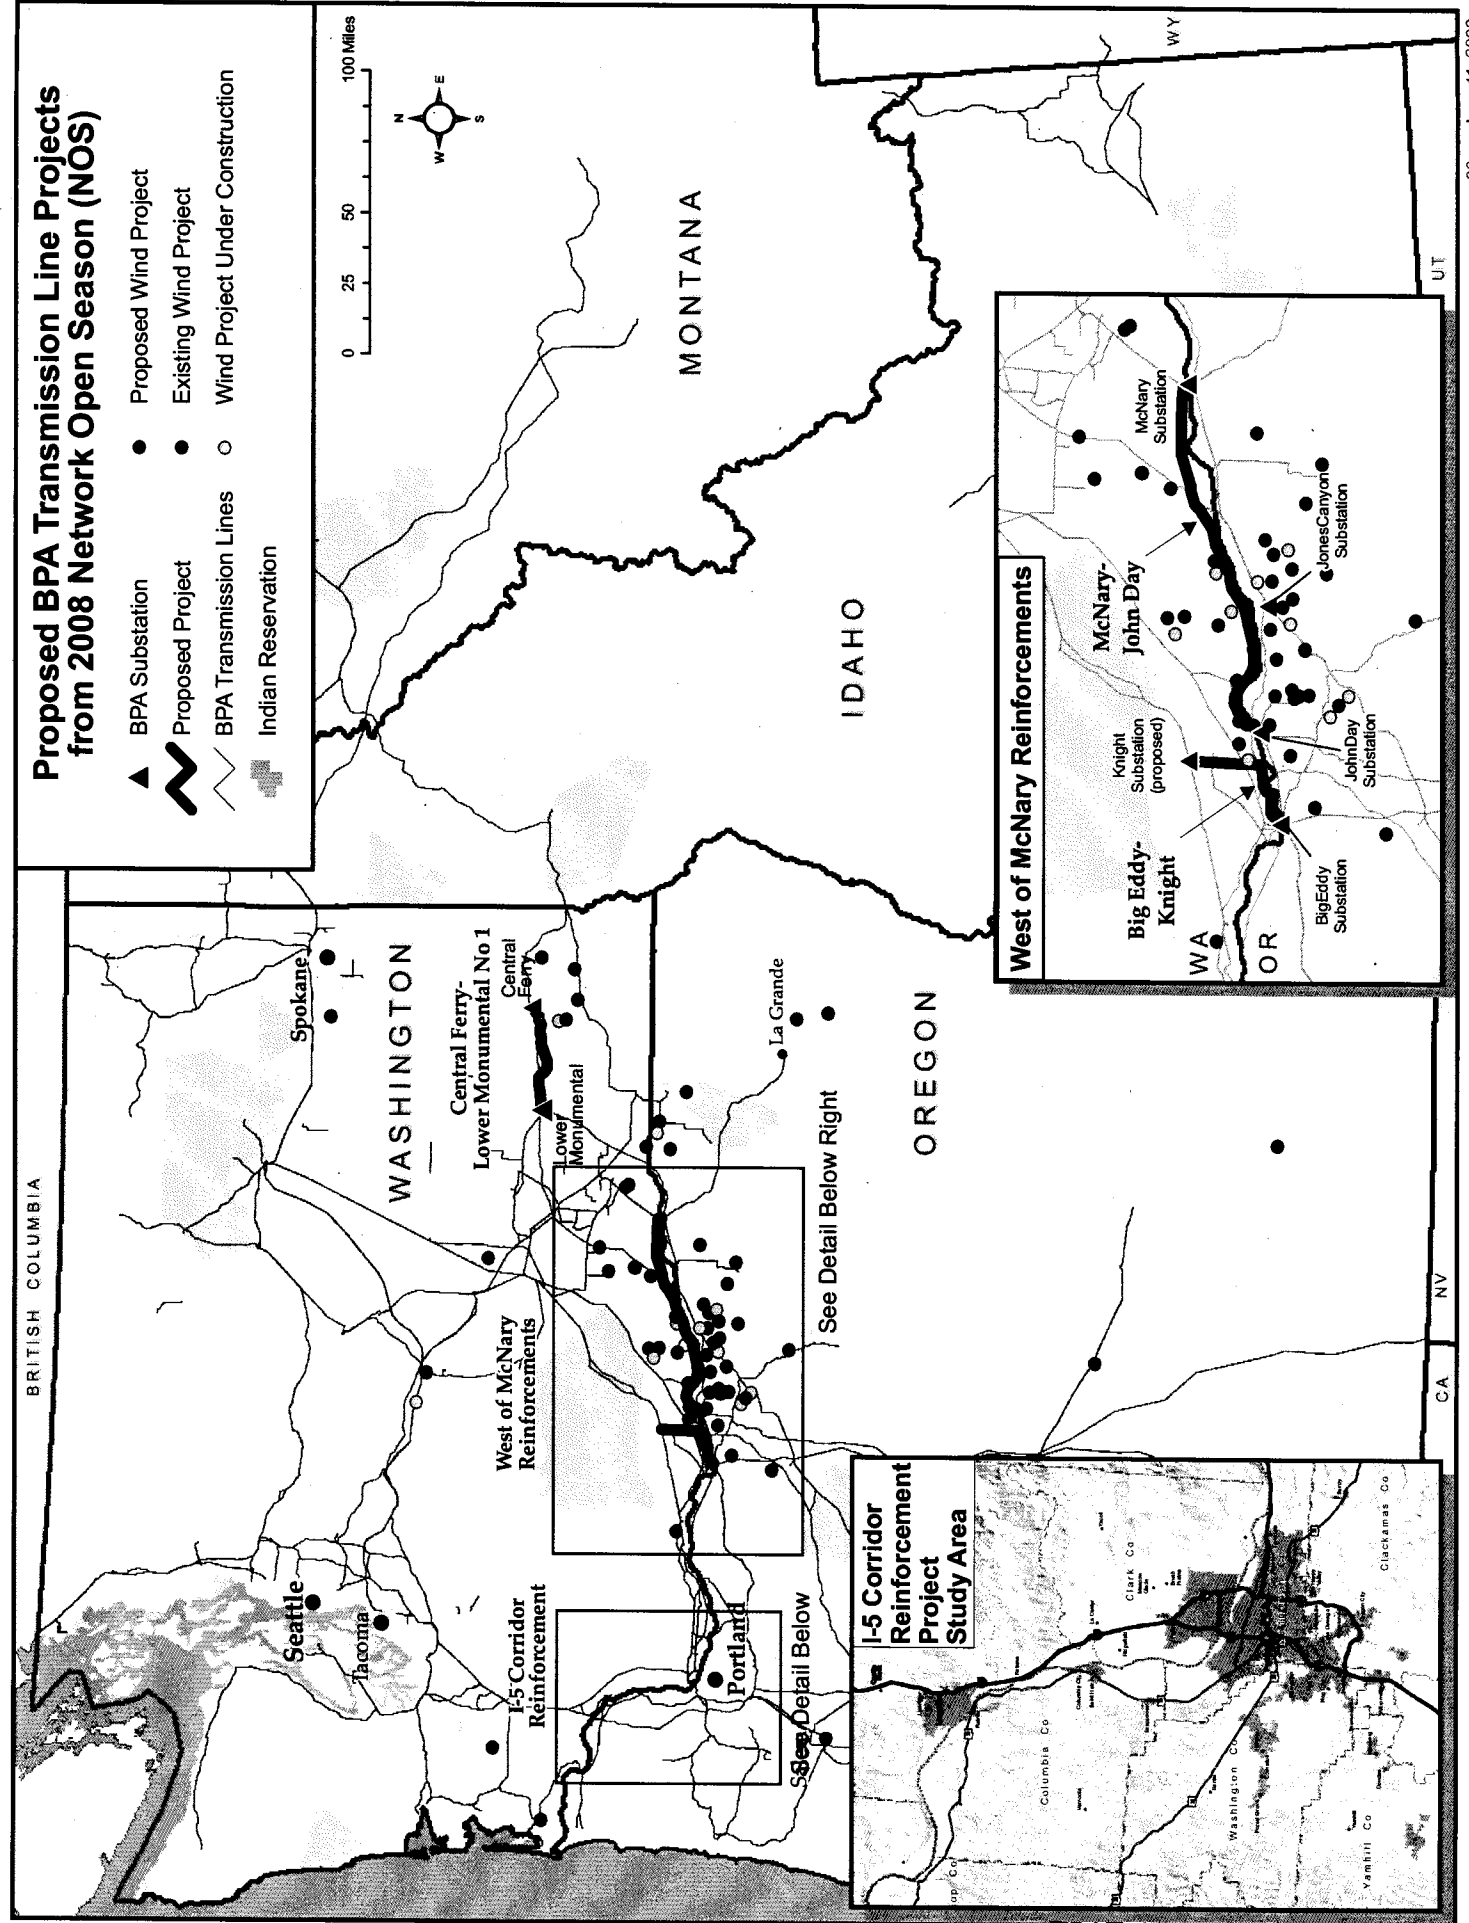 Proposed BPA Transmission Line Projects
from 2008 Network Open Season (NOS)
BPA Substation
Proposed Project
BPA Transmission Lines
Indian Reservation
Proposed Wind Project
Existing Wind Project
Wind Project Under Construction
0 25 50 100 Miles
N
W E
S
BRITISH COLUMBIA
WASHINGTON
MONTANA
IDAHO
OREGON
WY
UT
NV
CA
Seattle
Tacoma
Spokane
Portland
La Grande
Central Ferry-
Lower Monumental No 1
Central
Ferry
Lower
Monumental
West of McNary
Reinforcements
I-5 Corridor
Reinforcement
See Detail Below
See Detail Below Right
West of McNary Reinforcements
McNary-
John Day
Big Eddy-
Knight
McNary
Substation
JonesCanyon
Substation
Knight
Substation
(proposed)
JohnDay
Substation
BigEddy
Substation
WA
OR
I-5 Corridor
Reinforcement
Project
Study Area
Clark Co
Columbia Co
Washington Co
Clackamas Co
Yamhill Co